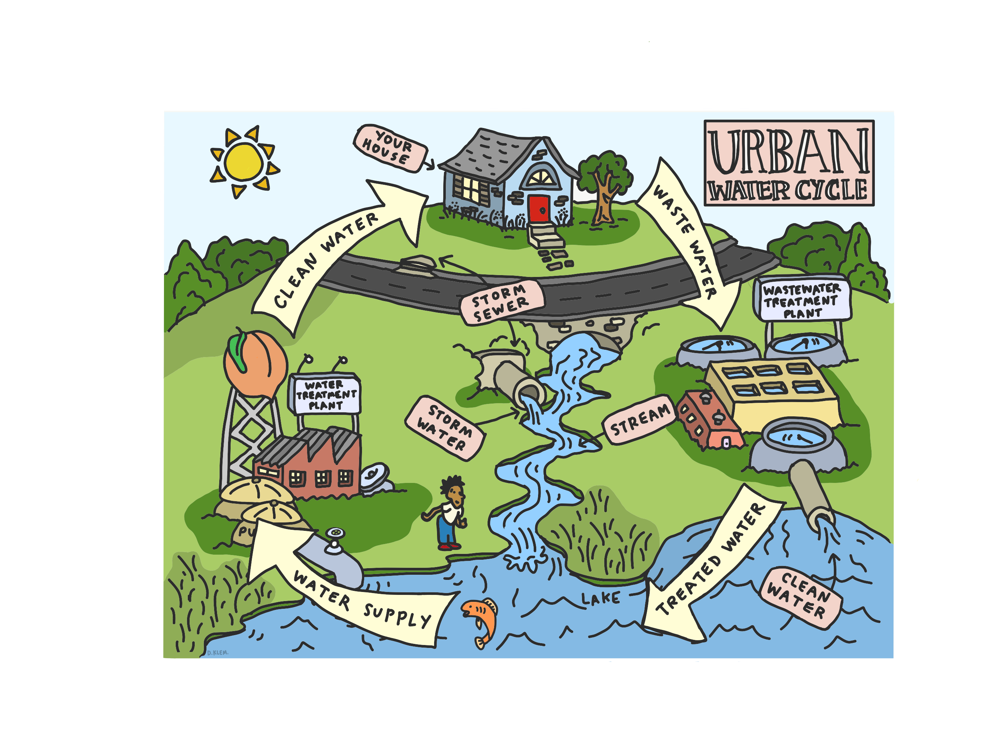 URBAN
WATER CYCLE
YOUR
HOUSE
CLEAN WATER
WASTE WATER
STORM
SEWER
WASTEWATER
TREATMENT
PLANT
WATER
TREATMENT
PLANT
STORM
WATER
STREAM
PU
TREATED WATER
WATER SUPPLY
LAKE
CLEAN
WATER
D.KLEM.